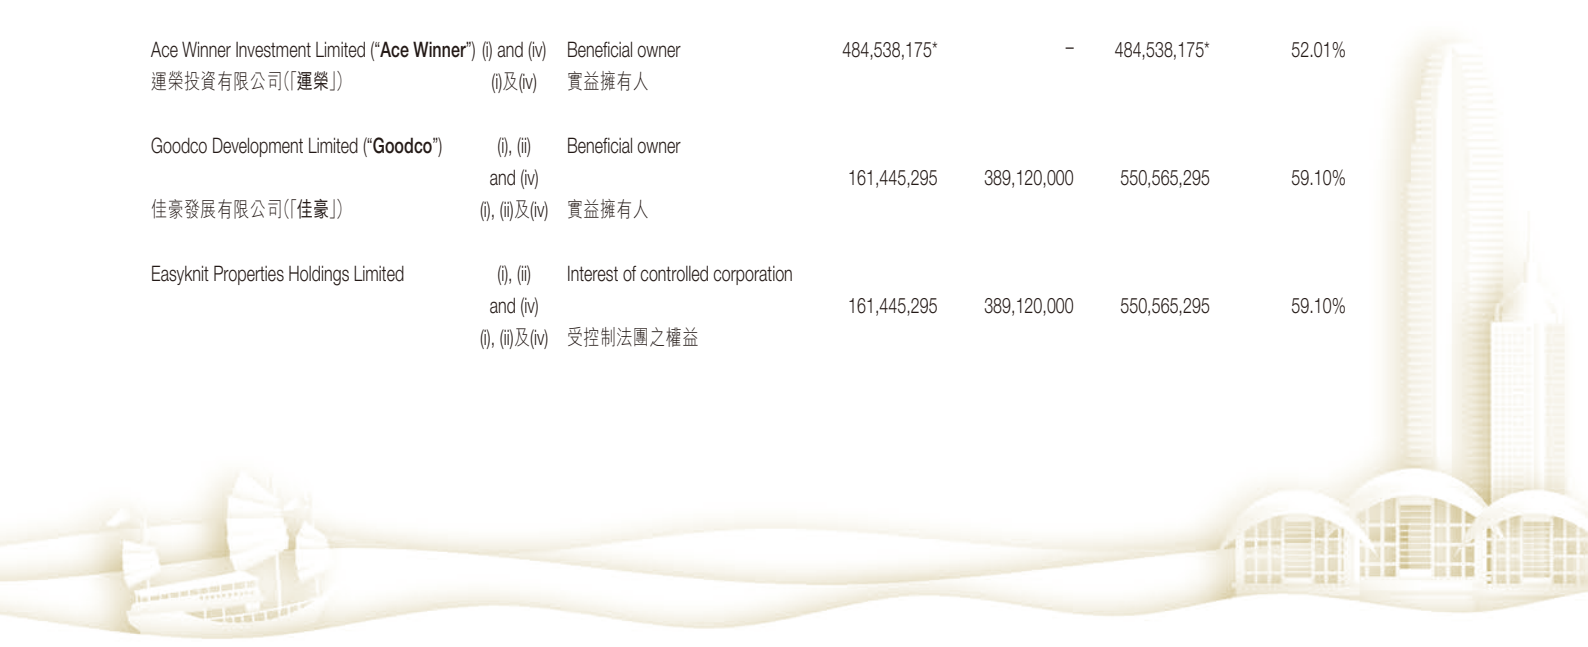 Ace Winner Investment Limited (“Ace Winner”) (i) and (iv) Beneficial owner 484,538,175* – 484,538,175* 52.01%
運榮投資有限公司(「運榮」) (i)及(iv) 實益擁有人
Goodco Development Limited (“Goodco”) (i), (ii) Beneficial owner
and (iv) 161,445,295 389,120,000 550,565,295 59.10%
佳豪發展有限公司(「佳豪」) (i), (ii)及(iv) 實益擁有人
Easyknit Properties Holdings Limited (i), (ii) Interest of controlled corporation
and (iv) 161,445,295 389,120,000 550,565,295 59.10%
(i), (ii)及(iv) 受控制法團之權益